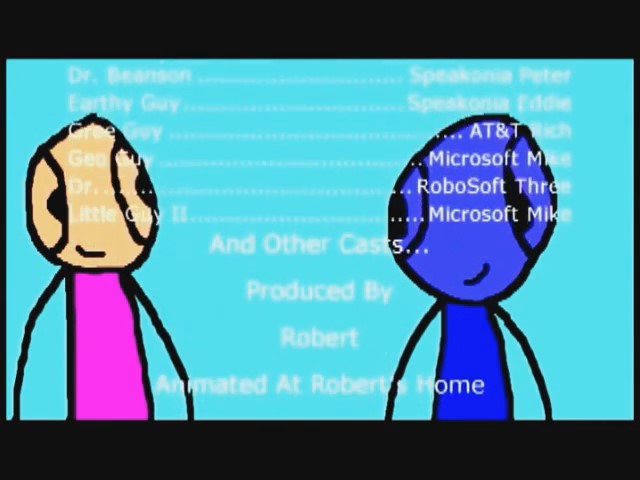 Dr. Beanson .............................. Speakonia Peter
Earthy Guy................................ Speakonia Eddie
Gree Guy ..................................... AT&T Rich
Geo Guy .................................... Microsoft Mike
Dr. .......................................... RoboSoft Three
Little Guy II................................ Microsoft Mike
And Other Casts...
Produced By
Robert
Animated At Robert's Home